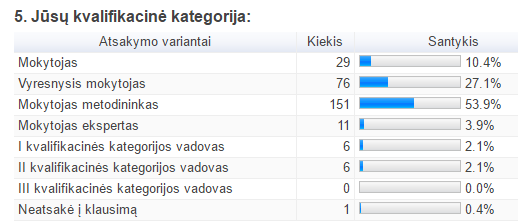 5. Jūsų kvalifikacinė kategorija:
Atsakymo variantai Kiekis Santykis
Mokytojas 29 10.4%
Vyresnysis mokytojas 76 27.1%
Mokytojas metodininkas 151 53.9%
Mokytojas ekspertas 11 3.9%
I kvalifikacinės kategorijos vadovas 6 2.1%
II kvalifikacinės kategorijos vadovas 6 2.1%
III kvalifikacinės kategorijos vadovas 0 0.0%
Neatsakė į klausimą 1 0.4%